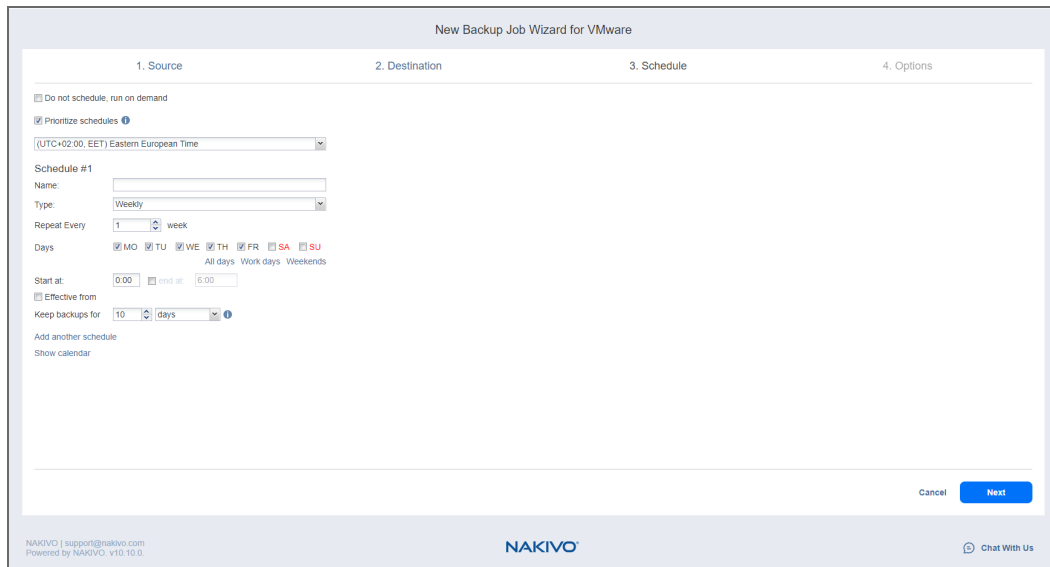 New Backup Job Wizard for VMware
1. Source 2. Destination 3. Schedule 4. Options
Do not schedule, run on demand
Prioritize schedules i
(UTC+02:00, EET) Eastern European Time
Schedule #1
Name:
Type: Weekly
Repeat Every 1 week
Days MO TU WE TH FR SA SU
All days Work days Weekends
Start at: 0:00 end at 6:00
Effective from
Keep backups for 10 days i
Add another schedule
Show calendar
Cancel Next
NAKIVO | support@nakivo.com
Powered by NAKIVO. v10.10.0.
NAKIVO®
Chat With Us